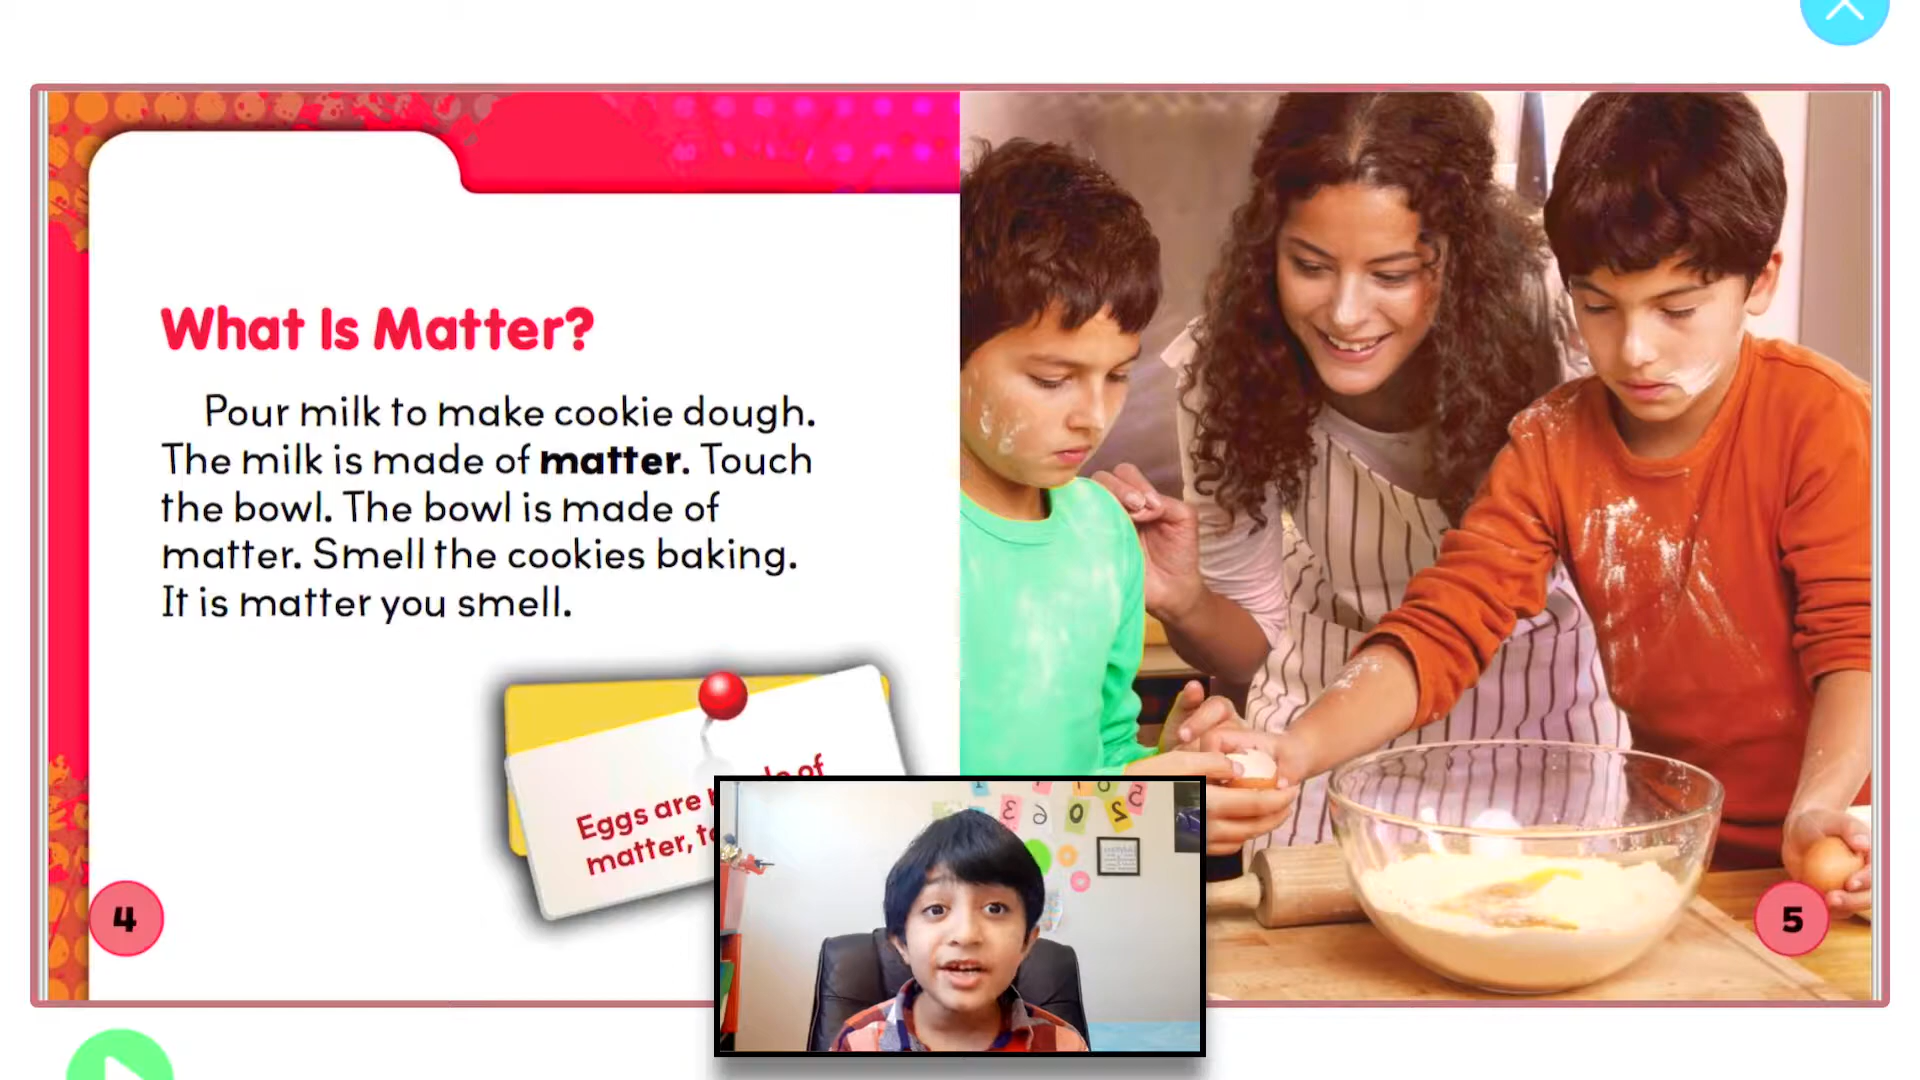 What Is Matter?
Pour milk to make cookie dough.
The milk is made of matter. Touch
the bowl. The bowl is made of
matter. Smell the cookies baking.
It is matter you smell.
Eggs are
matter,
4
5